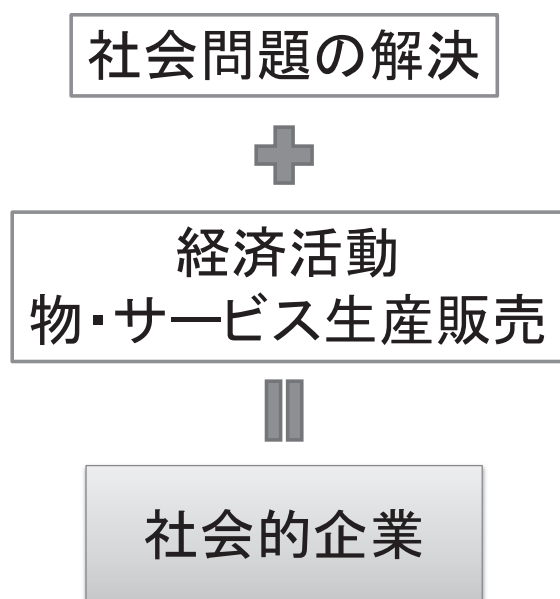 社会問題の解決
経済活動
物・サービス生産販売
社会的企業